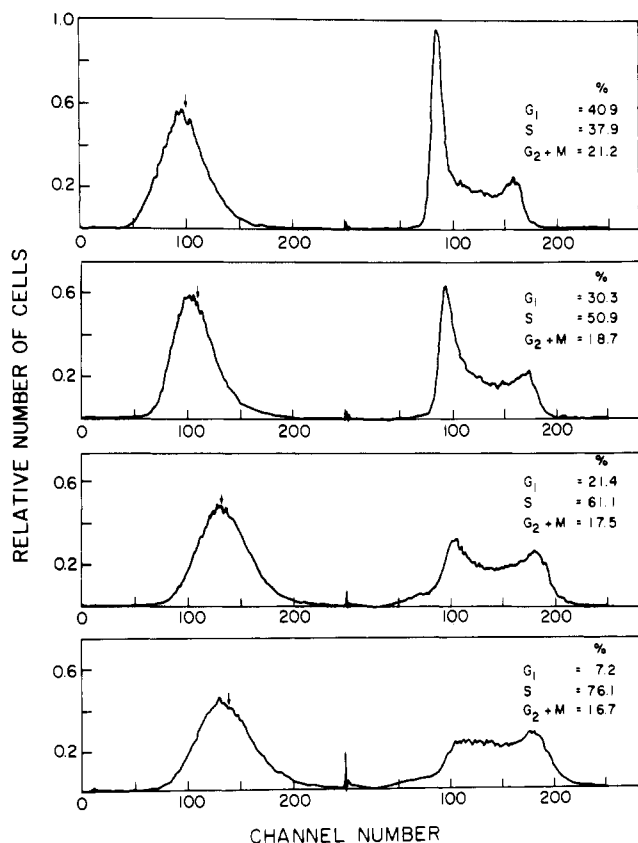 RELATIVE NUMBER OF CELLS
1.0
0.6
0.2
%
G₁ = 40.9
S = 37.9
G₂ + M = 21.2
0 100 200 100 200
0.6
0.2
%
G₁ = 30.3
S = 50.9
G₂ + M = 18.7
0 100 200 100 200
0.6
0.2
%
G₁ = 21.4
S = 61.1
G₂ + M = 17.5
0 100 200 100 200
0.6
0.2
%
G₁ = 7.2
S = 76.1
G₂ + M = 16.7
0 100 200 100 200
CHANNEL NUMBER